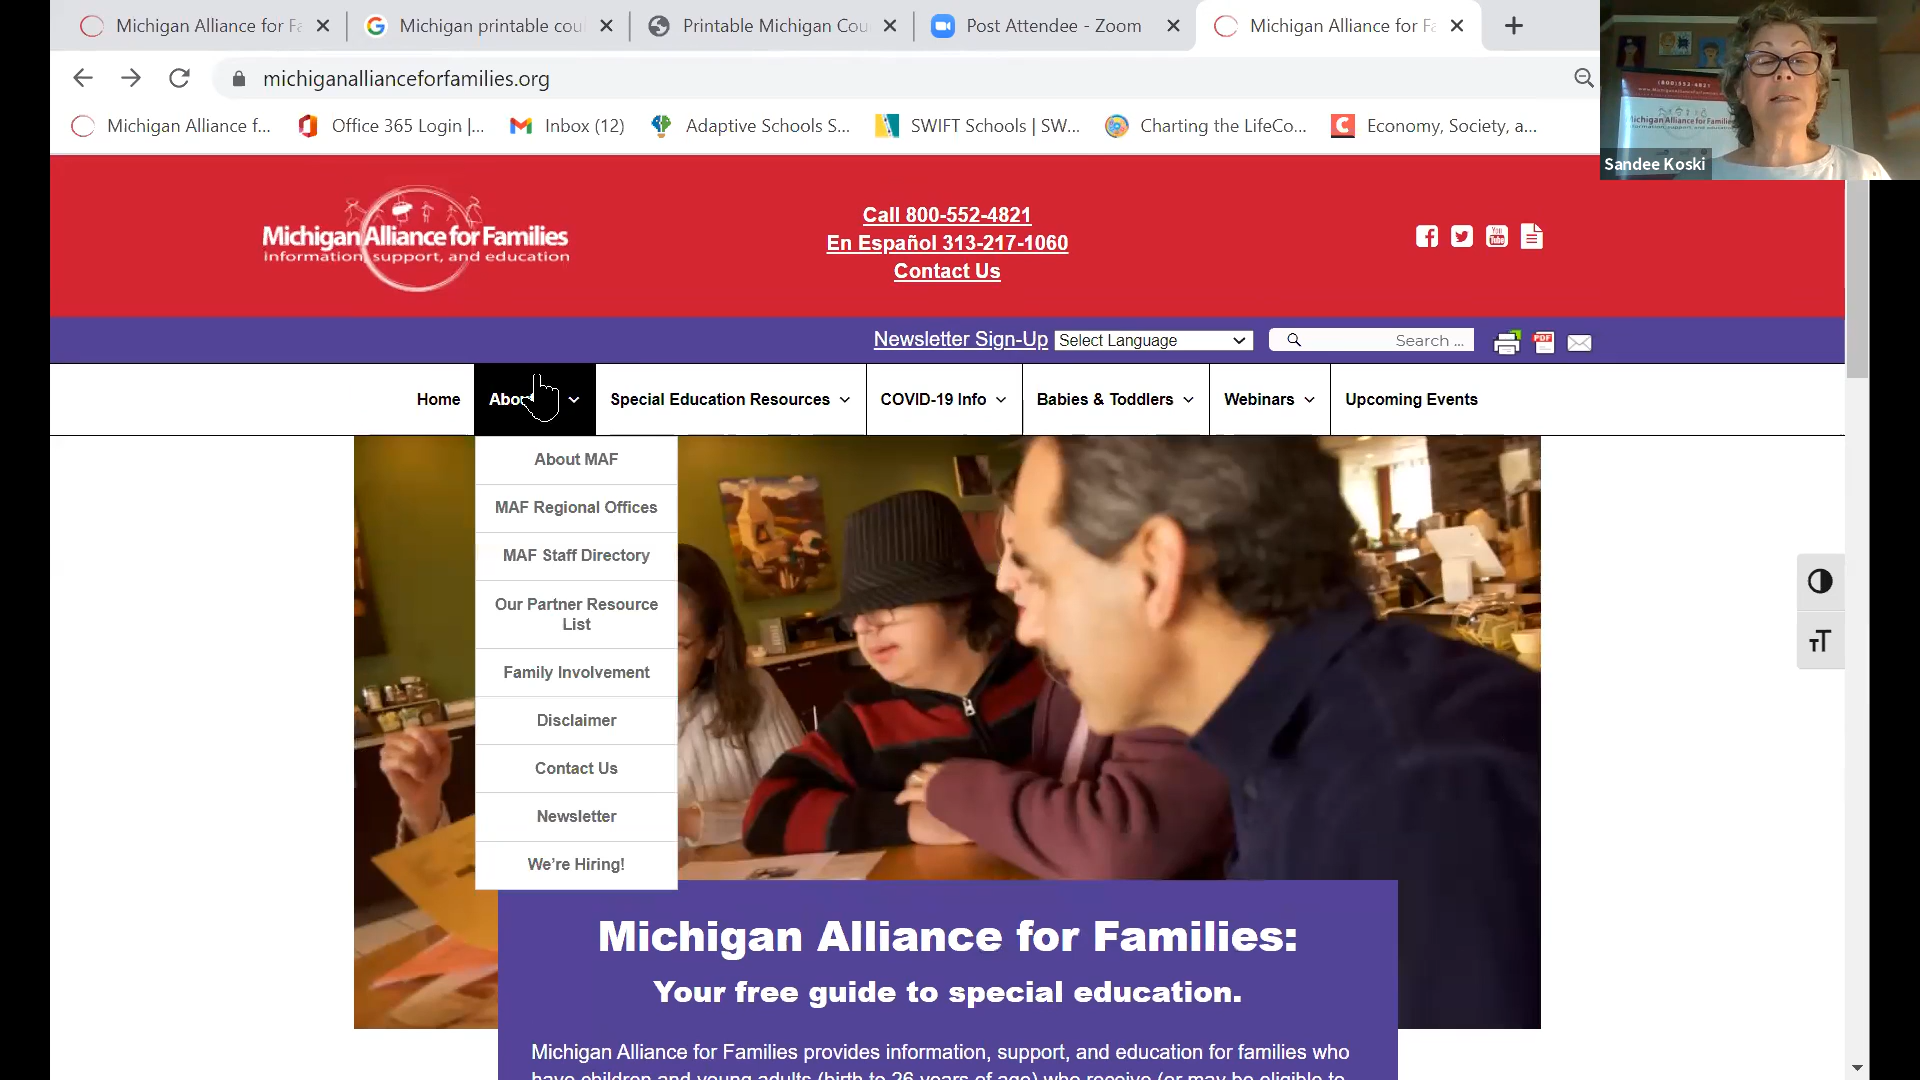 Michigan Alliance for Fa
Michigan printable cou
Printable Michigan Cou
Post Attendee - Zoom
Michigan Alliance for Fa
michiganallianceforfamilies.org
Michigan Alliance f...
Office 365 Login |...
Inbox (12)
Adaptive Schools S...
SWIFT Schools | SW...
Charting the LifeCo...
Economy, Society, a...
Sandee Koski
Michigan Alliance for Families
information, support, and education
Call 800-552-4821
En Español 313-217-1060
Contact Us
Newsletter Sign-Up
Select Language
Search ...
Home
Special Education Resources
COVID-19 Info
Babies & Toddlers
Webinars
Upcoming Events
About MAF
MAF Regional Offices
MAF Staff Directory
Our Partner Resource
List
Family Involvement
Disclaimer
Contact Us
Newsletter
We're Hiring!
Michigan Alliance for Families:
Your free guide to special education.
Michigan Alliance for Families provides information, support, and education for families who
have children and young adults (birth to 26 years of age) who receive (or may be eligible to